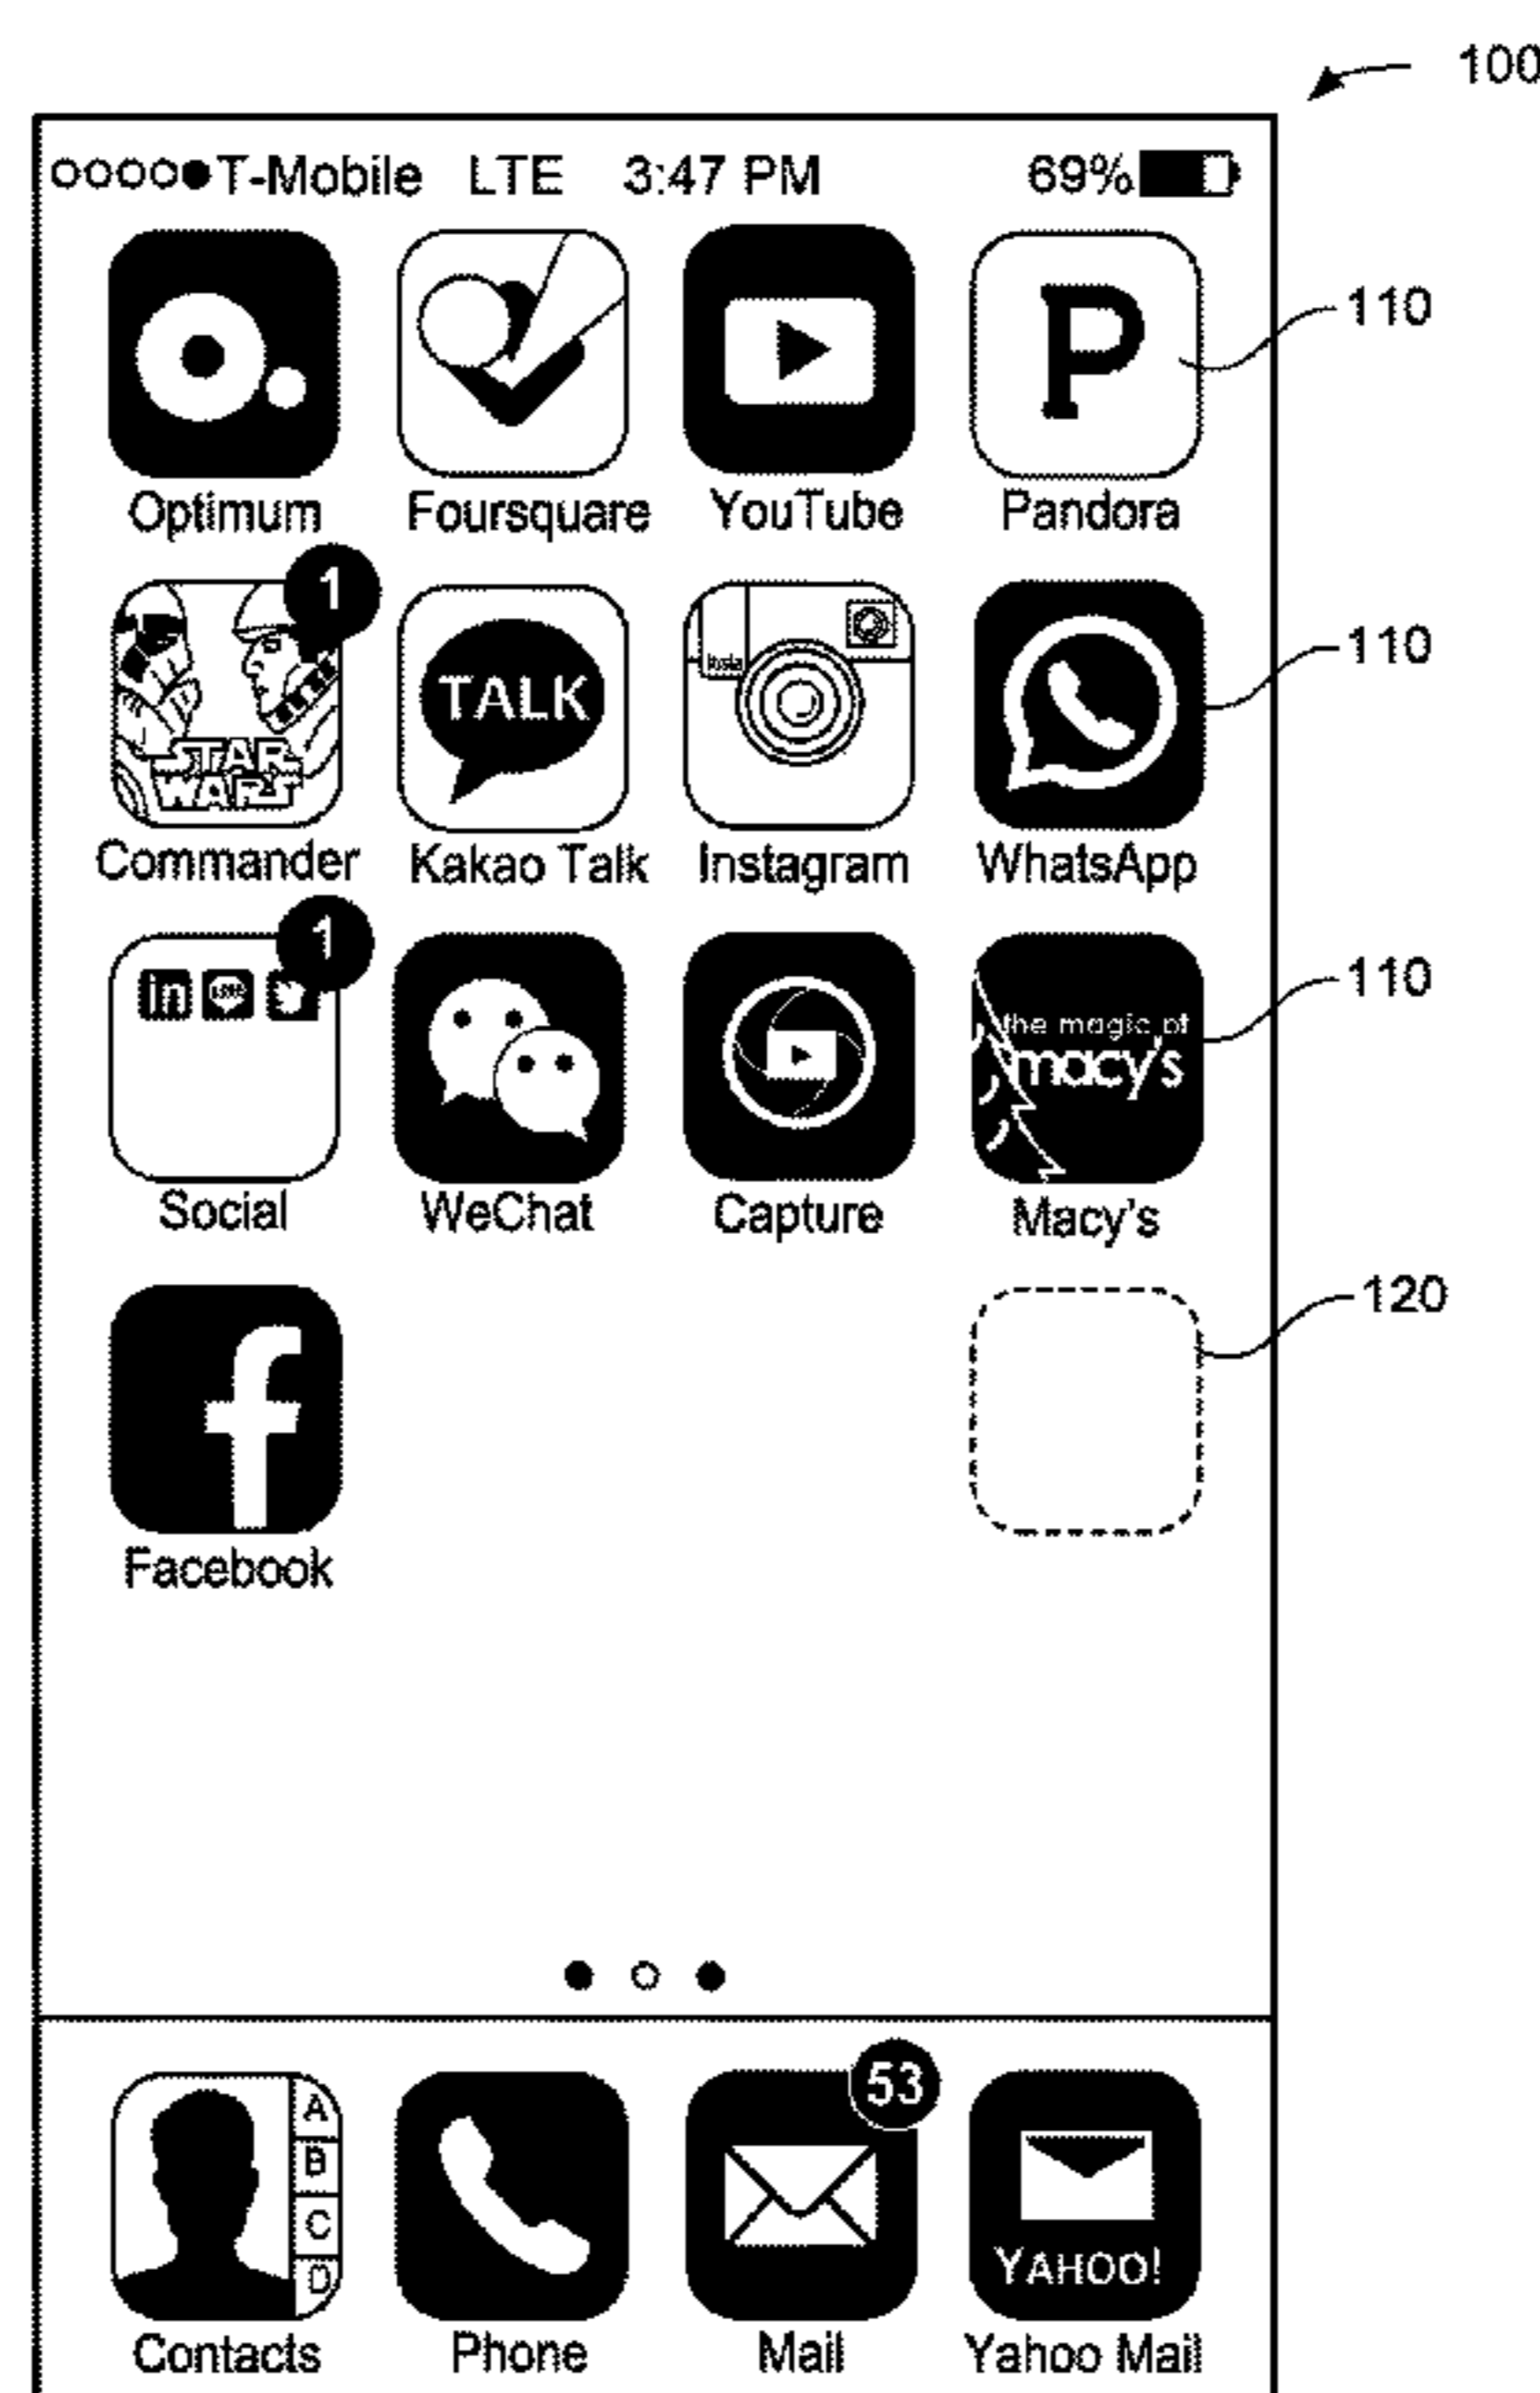 100
T-Mobile LTE 3:47 PM 69%
P
110
Optimum Foursquare YouTube Pandora
1
TALK
Insta
110
STAR
WARS
Commander Kakao Talk Instagram WhatsApp
1
in
110
the magic of
macy's
Social WeChat Capture Macy's
120
f
Facebook
53
A
B
C
D
YAHOO!
Contacts Phone Mail Yahoo Mail